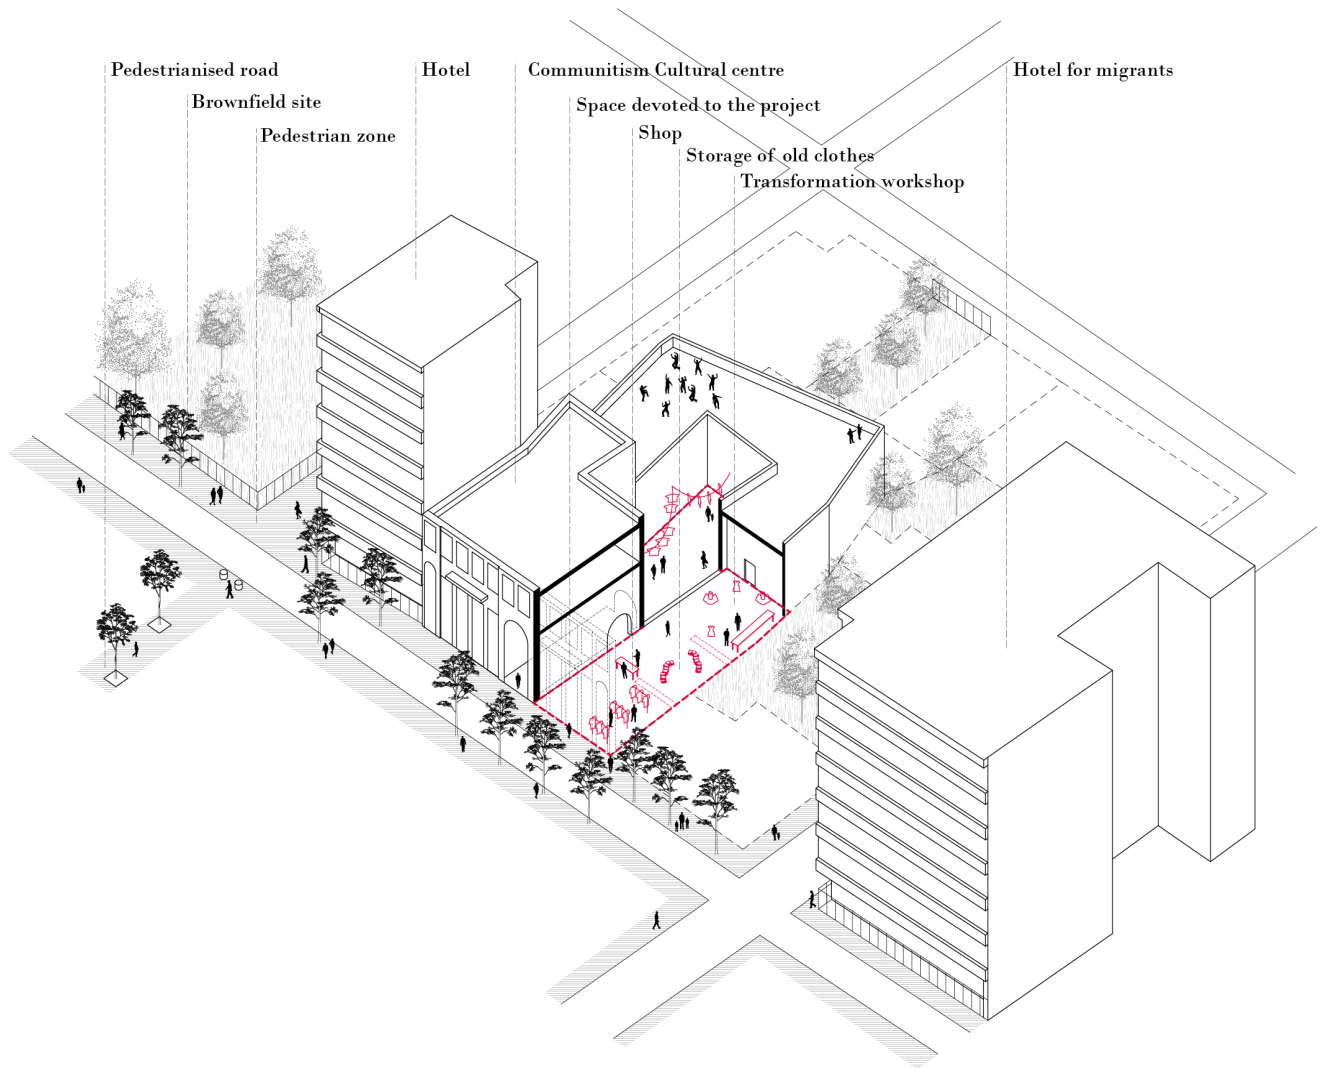 Pedestrianised road
Hotel
Communitism Cultural centre
Hotel for migrants
Brownfield site
Space devoted to the project
Pedestrian zone
Shop
Storage of old clothes
Transformation workshop